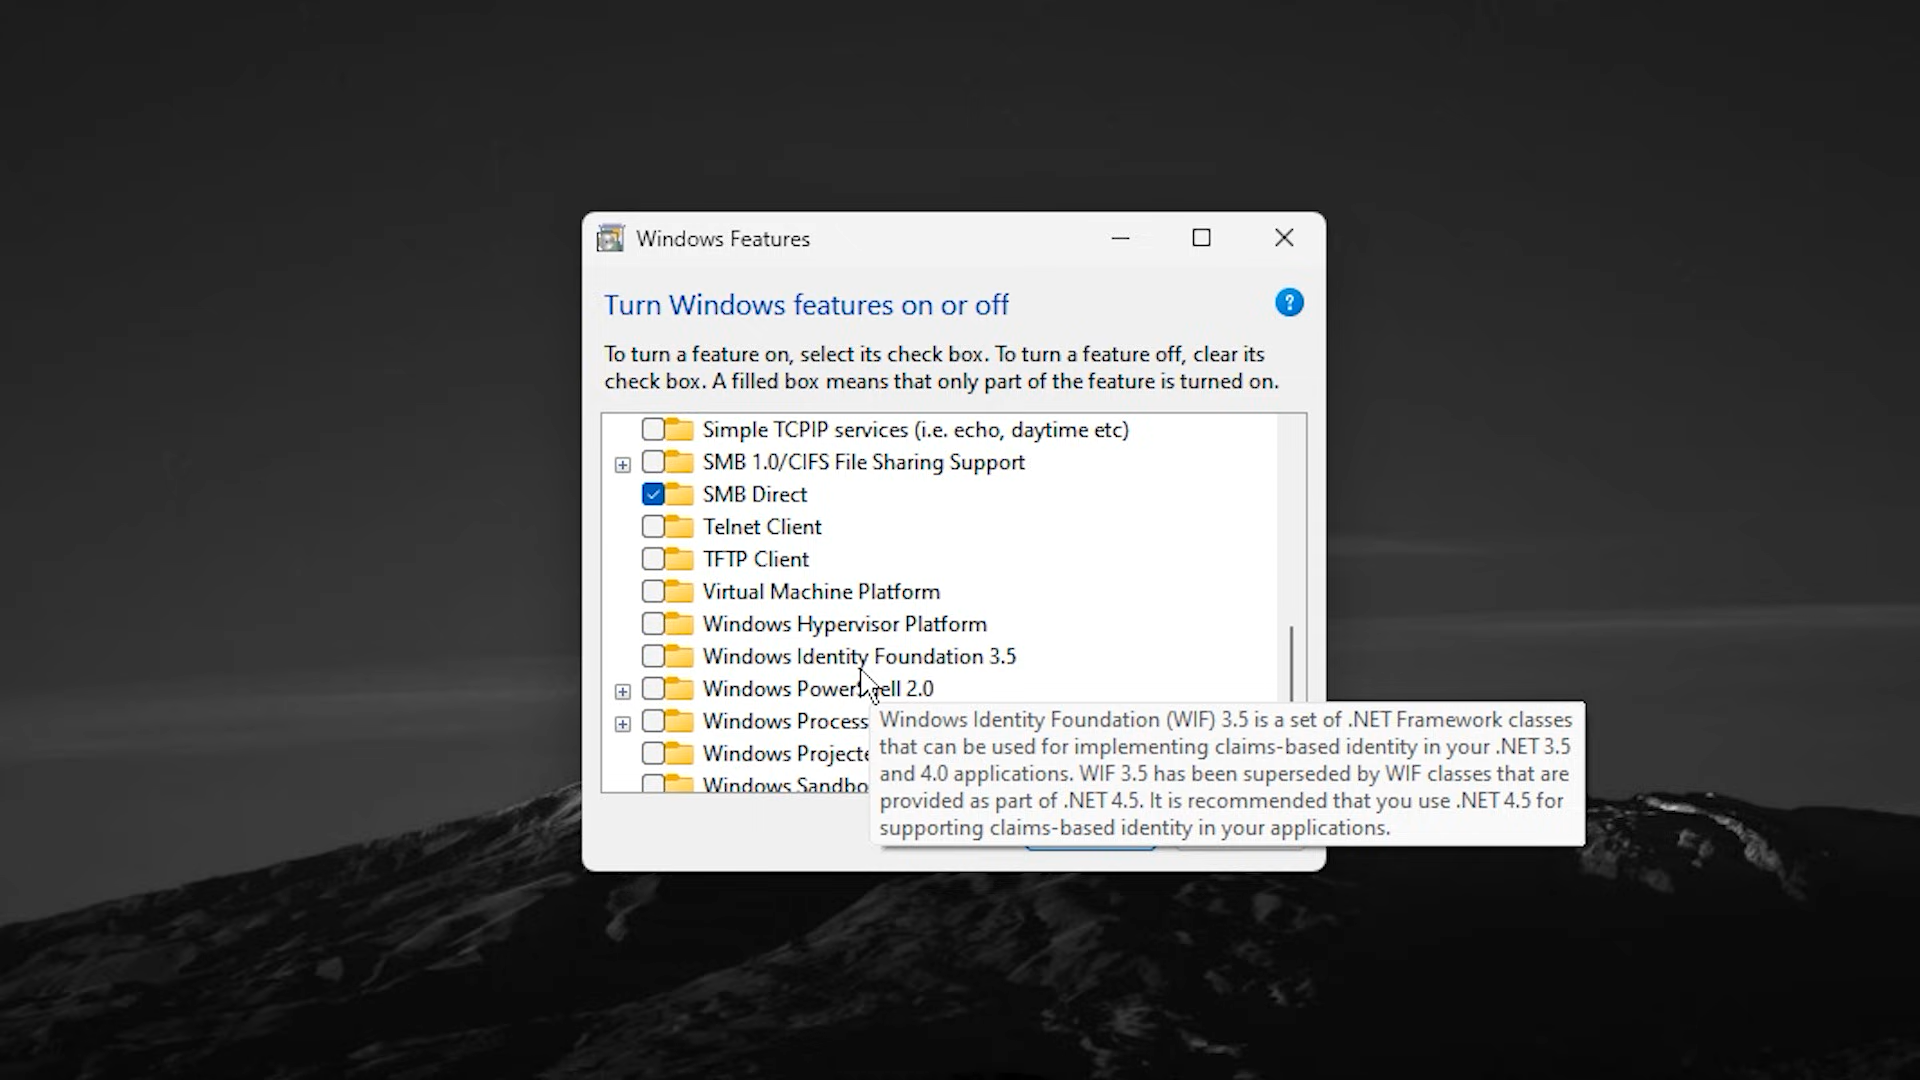 Windows Features
Turn Windows features on or off
?
To turn a feature on, select its check box. To turn a feature off, clear its
check box. A filled box means that only part of the feature is turned on.
Simple TCPIP services (i.e. echo, daytime etc)
SMB 1.0/CIFS File Sharing Support
SMB Direct
Telnet Client
TFTP Client
Virtual Machine Platform
Windows Hypervisor Platform
Windows Identity Foundation 3.5
Windows PowerShell 2.0
Windows Process
Windows Projecte
Windows Sandbo
Windows Identity Foundation (WIF) 3.5 is a set of .NET Framework classes
that can be used for implementing claims-based identity in your .NET 3.5
and 4.0 applications. WIF 3.5 has been superseded by WIF classes that are
provided as part of .NET 4.5. It is recommended that you use .NET 4.5 for
supporting claims-based identity in your applications.